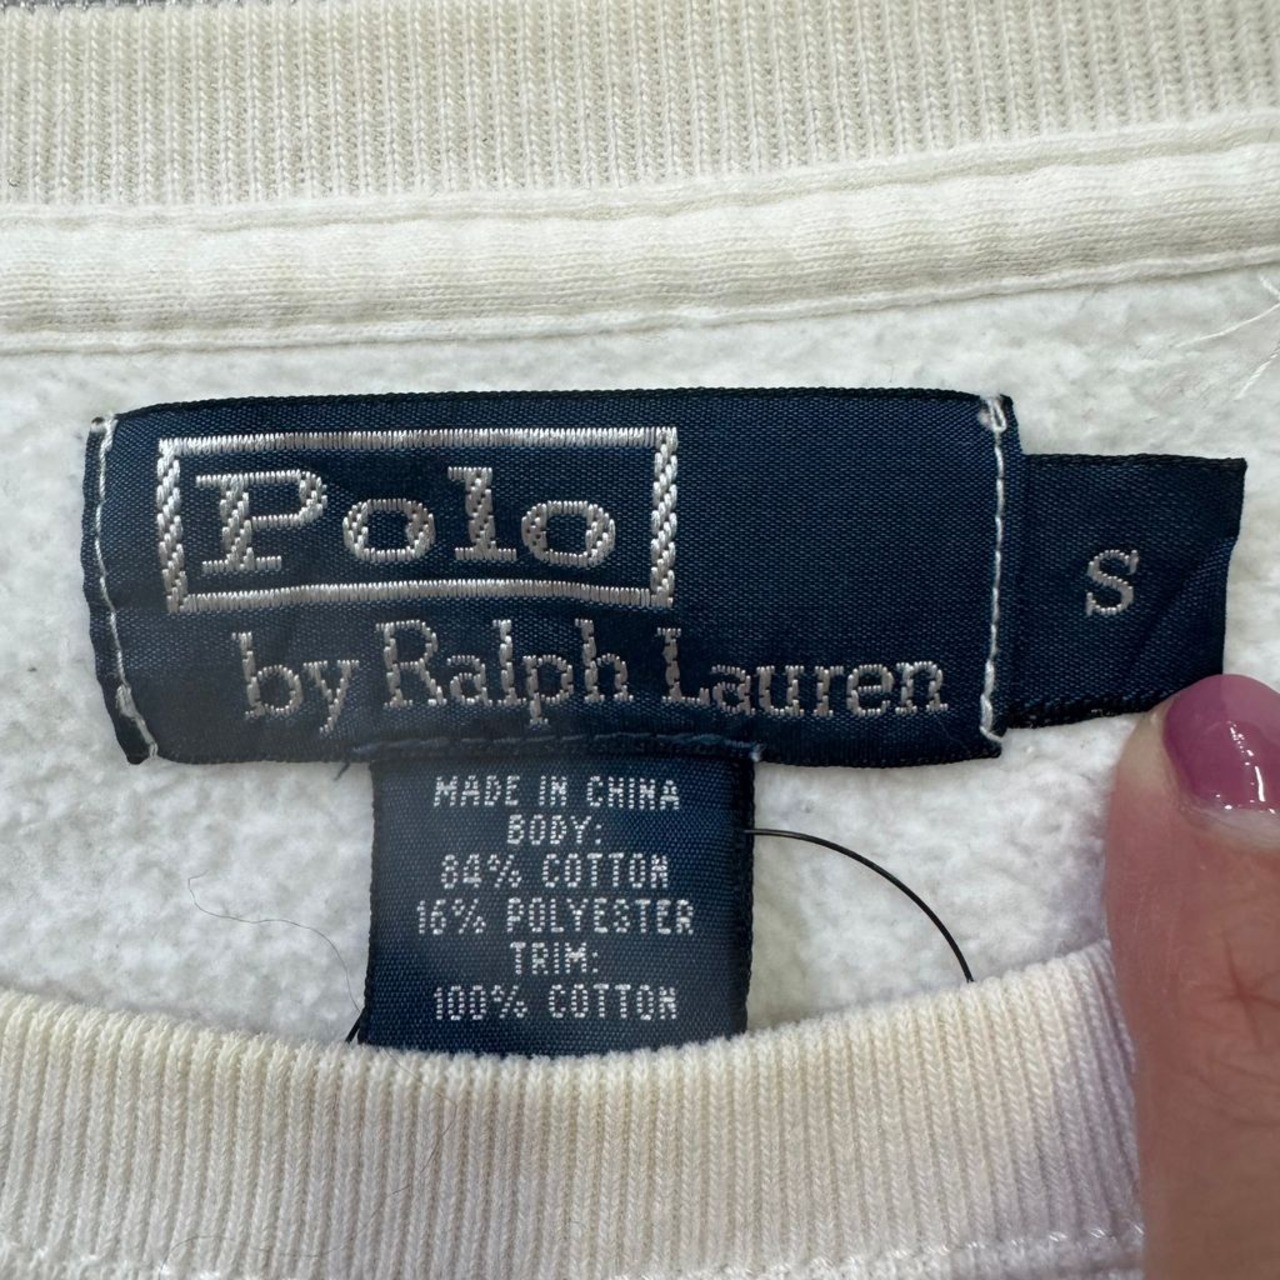 Polo
by Ralph Lauren
S
MADE IN CHINA
BODY:
84% COTTON
16% POLYESTER
TRIM:
100% COTTON